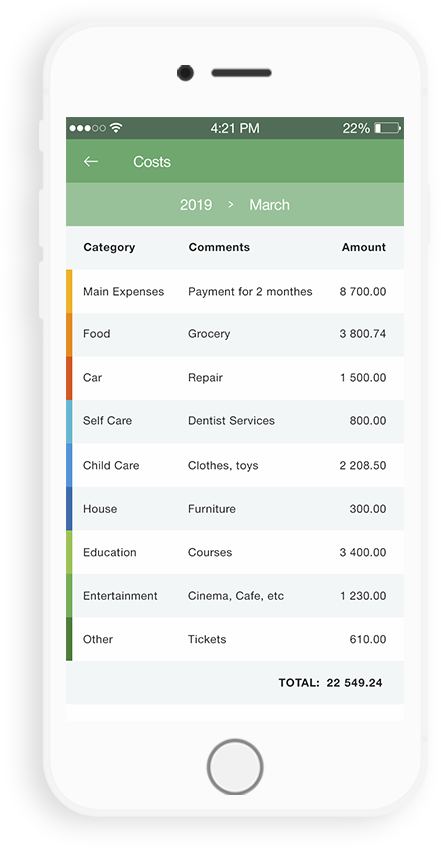 4:21 PM 22%
Costs
2019 > March
Category Comments Amount
Main Expenses Payment for 2 monthes 8 700.00
Food Grocery 3 800.74
Car Repair 1 500.00
Self Care Dentist Services 800.00
Child Care Clothes, toys 2 208.50
House Furniture 300.00
Education Courses 3 400.00
Entertainment Cinema, Cafe, etc 1 230.00
Other Tickets 610.00
TOTAL: 22 549.24